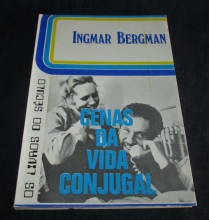 INGMAR BERGMAN
CENAS
DA
VIDA
CONJUGAL
OS LIVROS DO SÉCULO